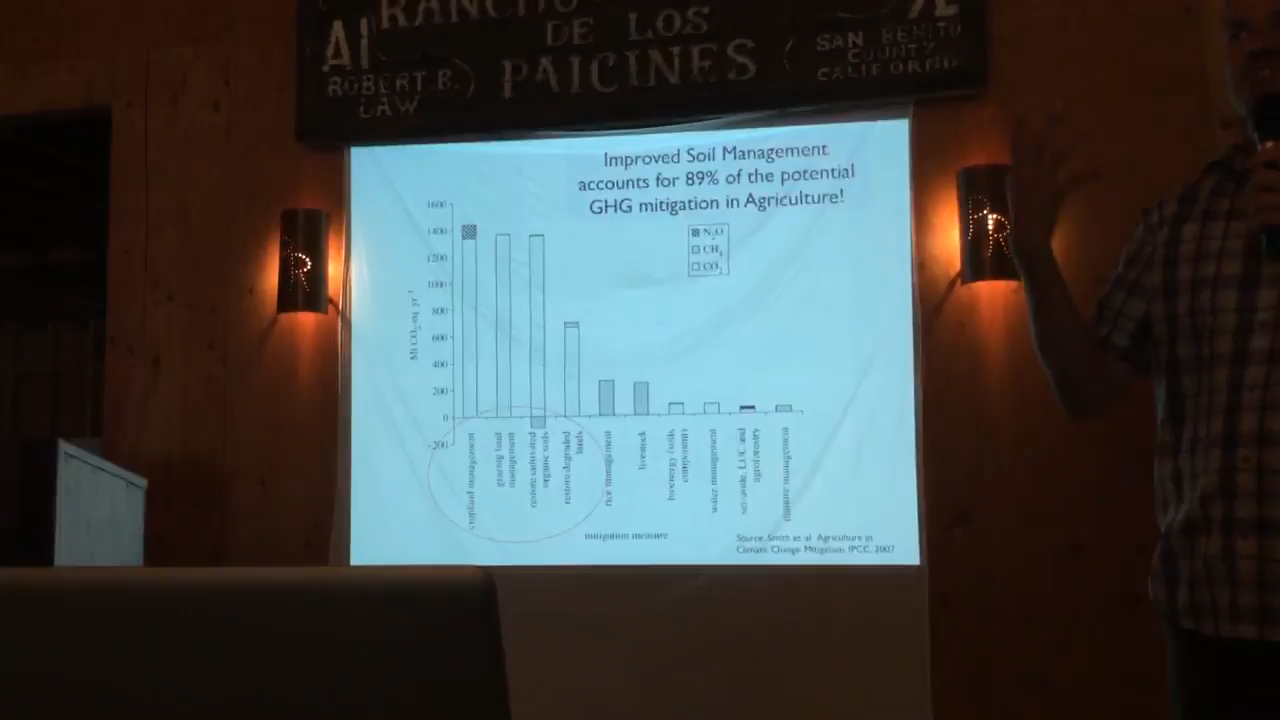 RANCHO
DE LOS
PAICINES
ROBERT.B.
LAW
SAN BENITO
COUNTY
CALIFORNIA
R
R
Improved Soil Management
accounts for 89% of the potential
GHG mitigation in Agriculture!
N₂O
CH₄
CO₂
Mt CO₂-eq yr⁻¹
1600
1400
1200
1000
800
600
400
200
0
-200
cropland management
grazing land
management
restore cultivated
organic soils
restore degraded
lands
rice management
livestock
bioenergy (soils
component)
water management
set-aside, LUC and
agroforestry
manure management
mitigation measure
Source: Smith et. al. Agriculture in
Climate Change Mitigation. IPCC, 2007